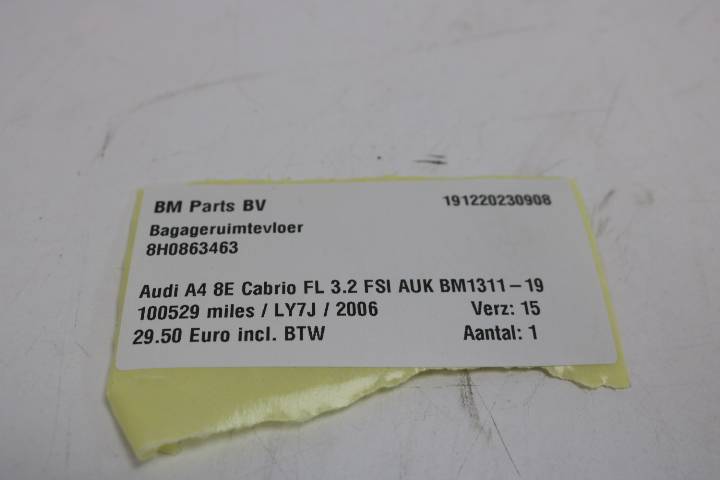 BM Parts BV 191220230908
Bagageruimtevloer
8H0863463
Audi A4 8E Cabrio FL 3.2 FSI AUK BM1311-19
100529 miles / LY7J / 2006 Verz: 15
29.50 Euro incl. BTW Aantal: 1